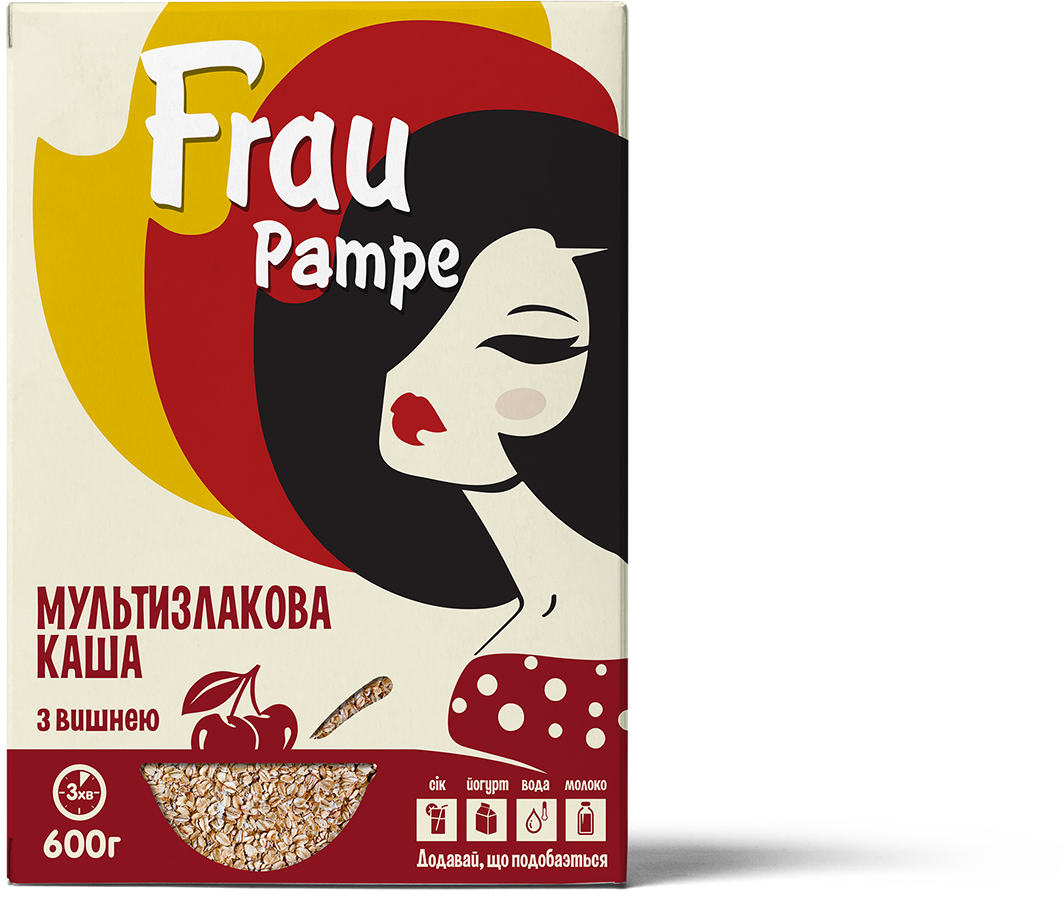 Frau
Pampe
МУЛЬТИЗЛАКОВА
КАША
З ВИШНЕЮ
3хв
600г
сік йогурт вода молоко
Додавай, що подобається